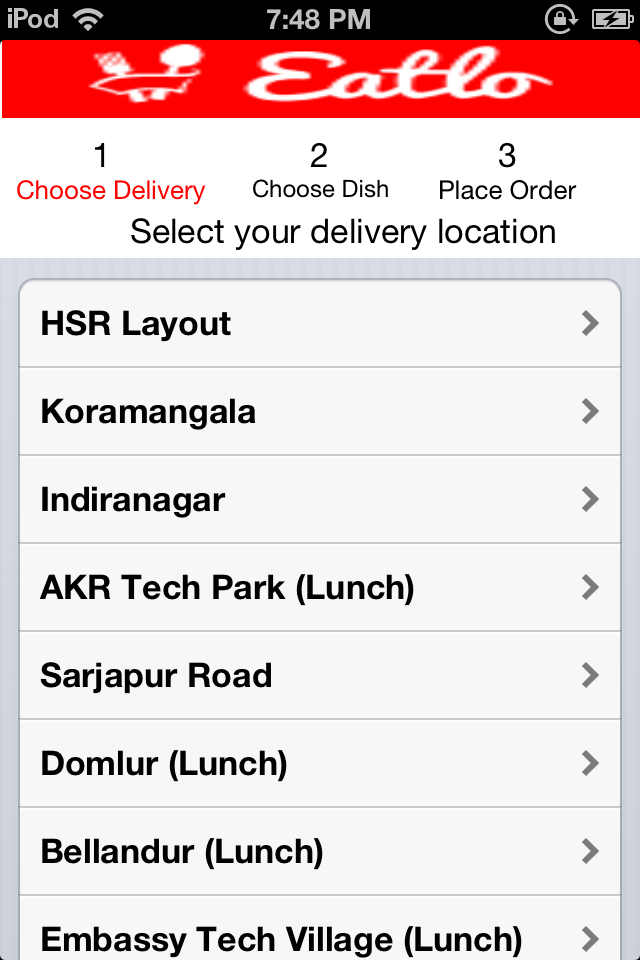 iPod 7:48 PM
Eatlo
1 2 3
Choose Delivery Choose Dish Place Order
Select your delivery location
HSR Layout
Koramangala
Indiranagar
AKR Tech Park (Lunch)
Sarjapur Road
Domlur (Lunch)
Bellandur (Lunch)
Embassy Tech Village (Lunch)